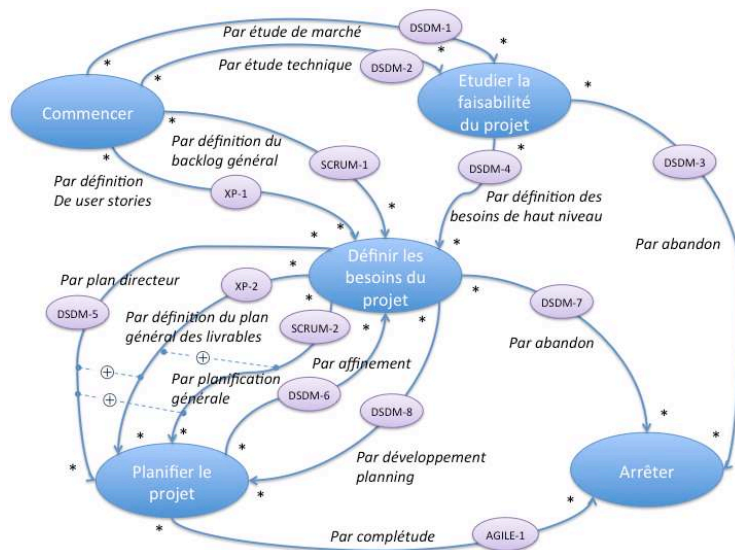 DSDM-1
Par étude de marché
Par étude technique
DSDM-2
Commencer
Etudier la
faisabilité
du projet
Par définition du
backlog général
SCRUM-1
DSDM-4
DSDM-3
Par définition
De user stories
XP-1
Par définition des
besoins de haut niveau
Par abandon
Définir les
besoins du
projet
Par plan directeur
XP-2
DSDM-7
DSDM-5
Par définition du plan
général des livrables
SCRUM-2
Par abandon
Par planification
générale
Par affinement
DSDM-6
DSDM-8
Par développement
planning
Planifier le
projet
Arrêter
Par complétude
AGILE-1